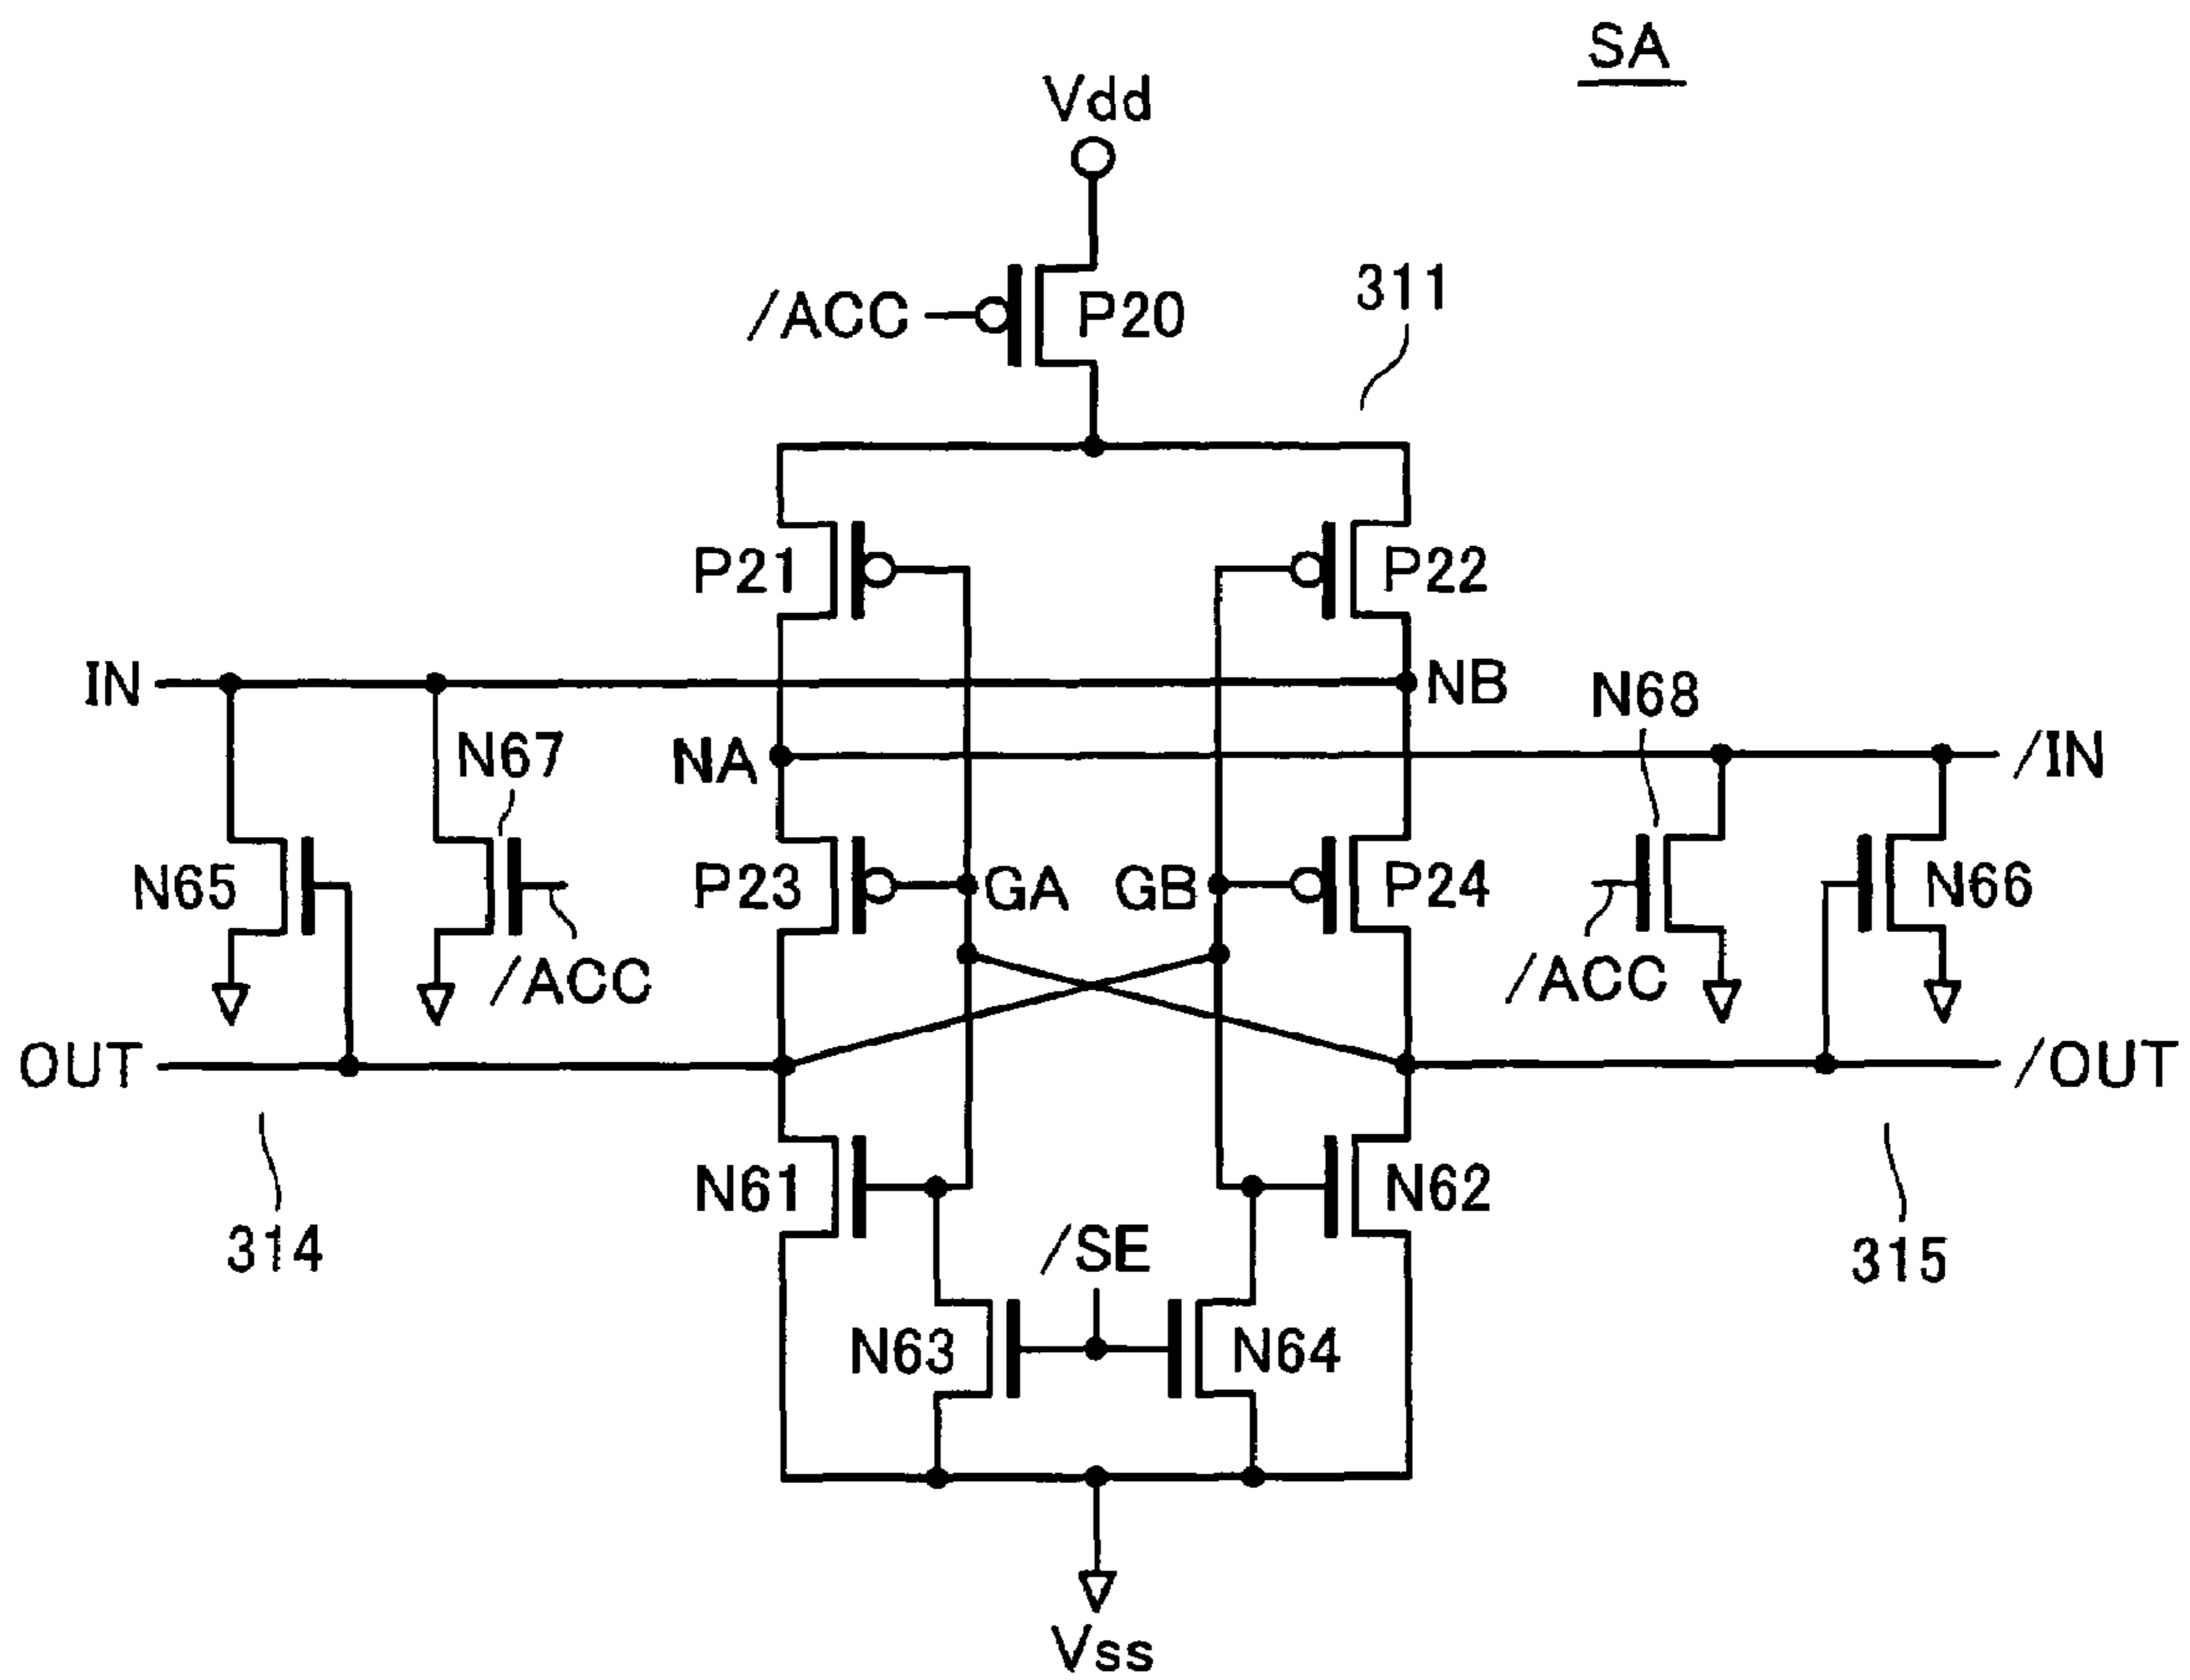 SA
Vdd
/ACC
P20
311
P21
P22
IN
NB
N68
N67
NA
/IN
N65
P23
GA
GB
P24
N66
/ACC
/ACC
OUT
/OUT
N61
N62
314
/SE
315
N63
N64
Vss